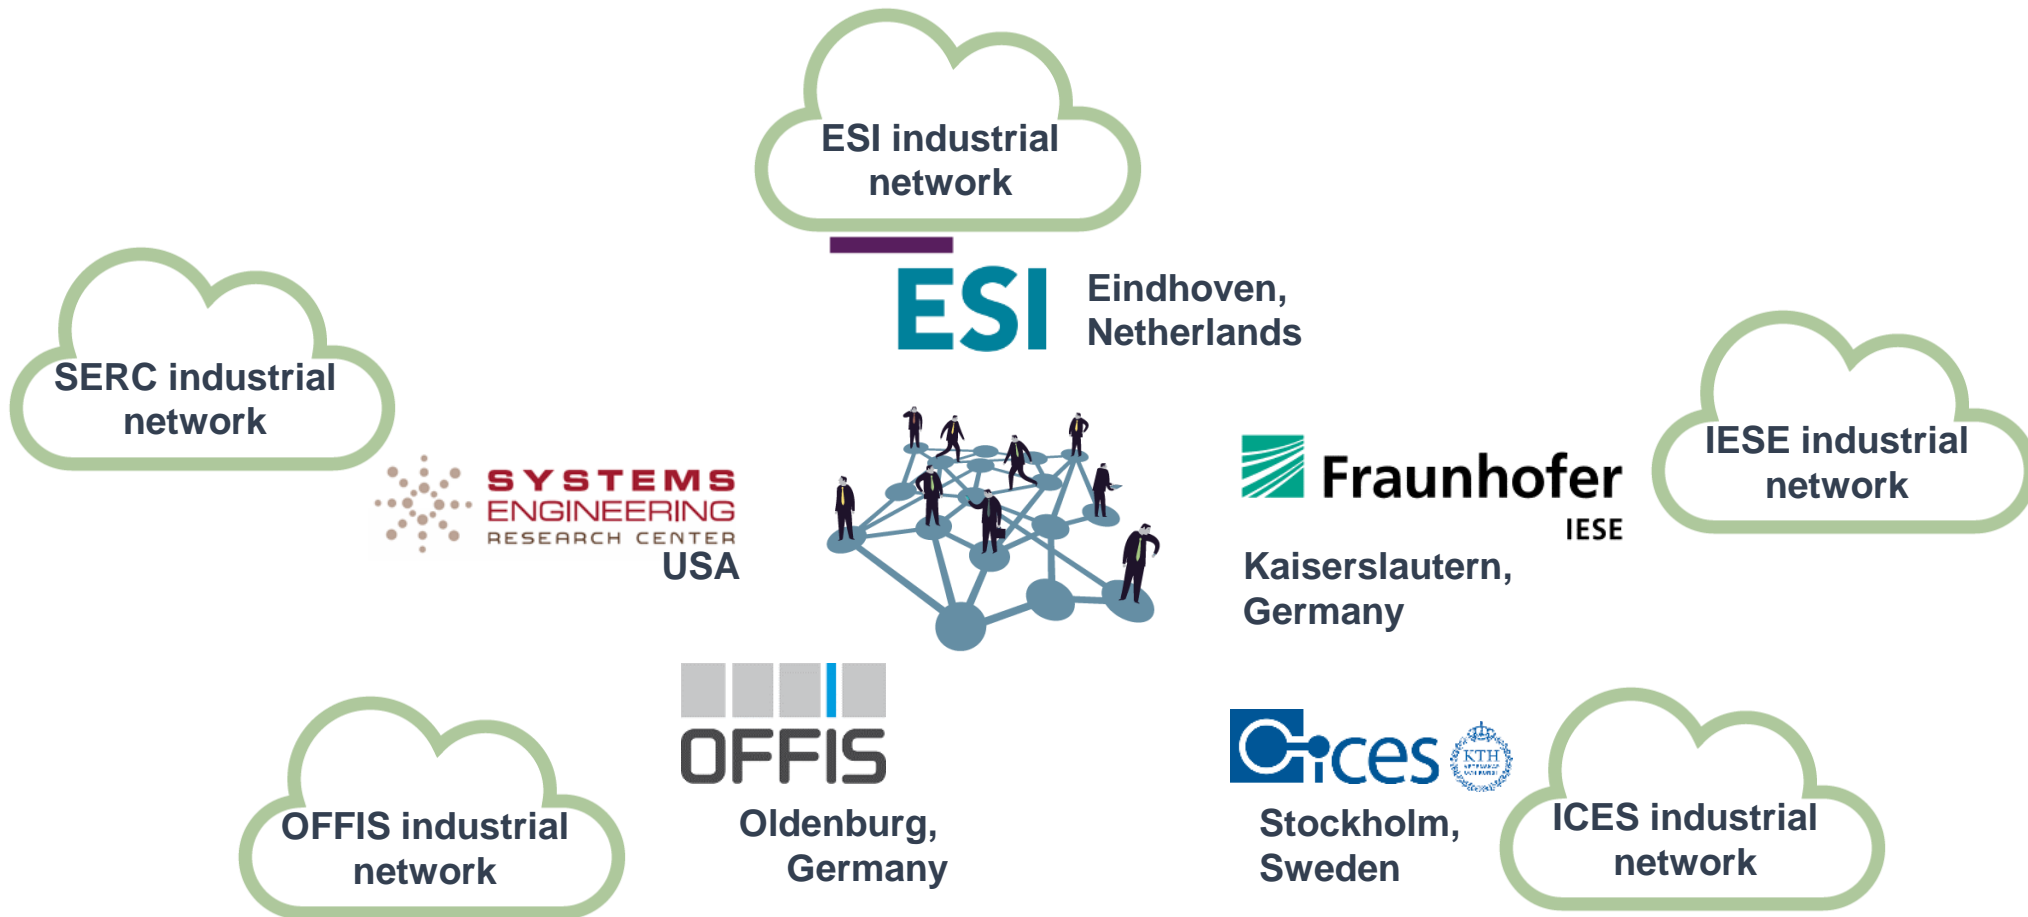 ESI industrial
network
ESI
Eindhoven,
Netherlands
SERC industrial
network
SYSTEMS
ENGINEERING
RESEARCH CENTER
USA
Fraunhofer
IESE
Kaiserslautern,
Germany
IESE industrial
network
OFFIS
Oldenburg,
Germany
OFFIS industrial
network
ices
KTH
Stockholm,
Sweden
ICES industrial
network